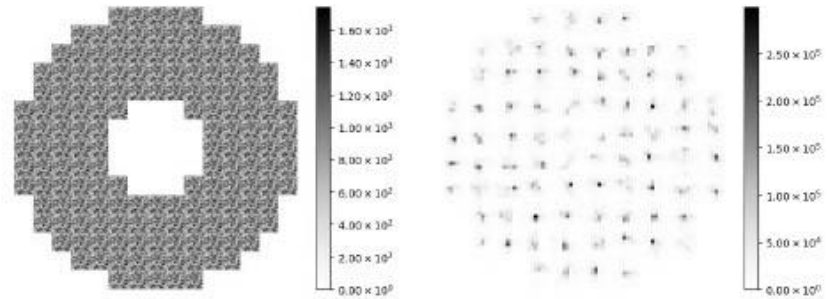 1.60 × 10³
1.40 × 10³
1.20 × 10³
1.00 × 10³
8.00 × 10²
6.00 × 10²
4.00 × 10²
2.00 × 10²
0.00 × 10⁰
2.50 × 10⁵
2.00 × 10⁵
1.50 × 10⁵
1.00 × 10⁵
5.00 × 10⁴
0.00 × 10⁰